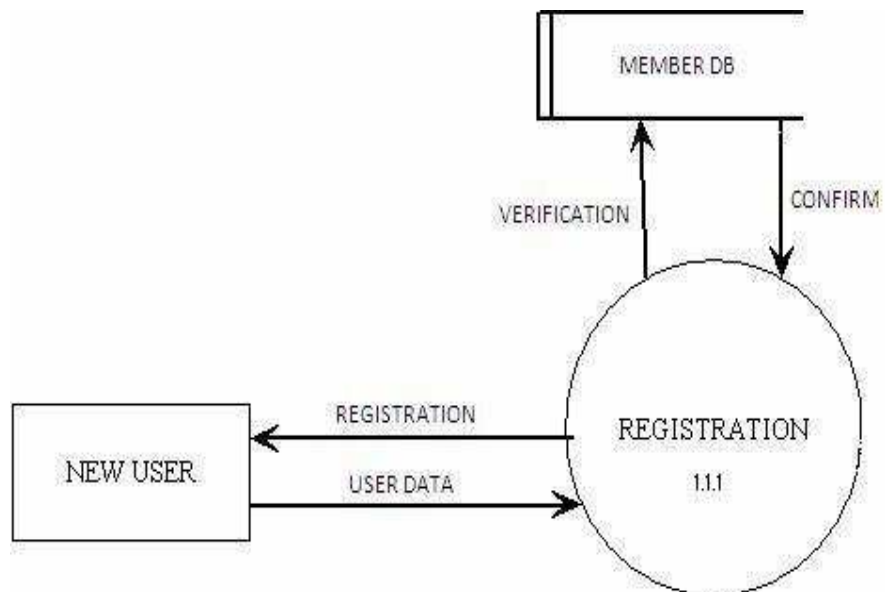 MEMBER DB
VERIFICATION
CONFIRM
REGISTRATION
REGISTRATION
NEW USER
USER DATA
1.1.1